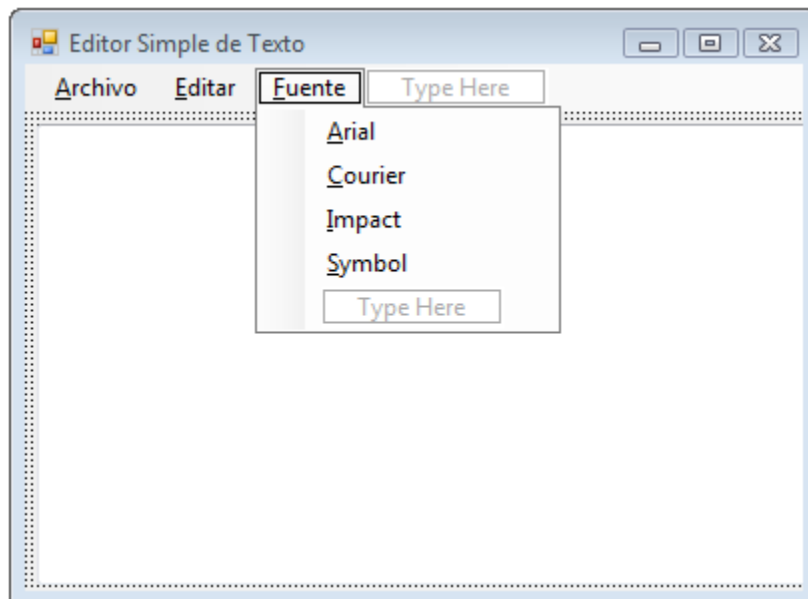 Editor Simple de Texto
Archivo Editar Fuente Type Here
Arial
Courier
Impact
Symbol
Type Here